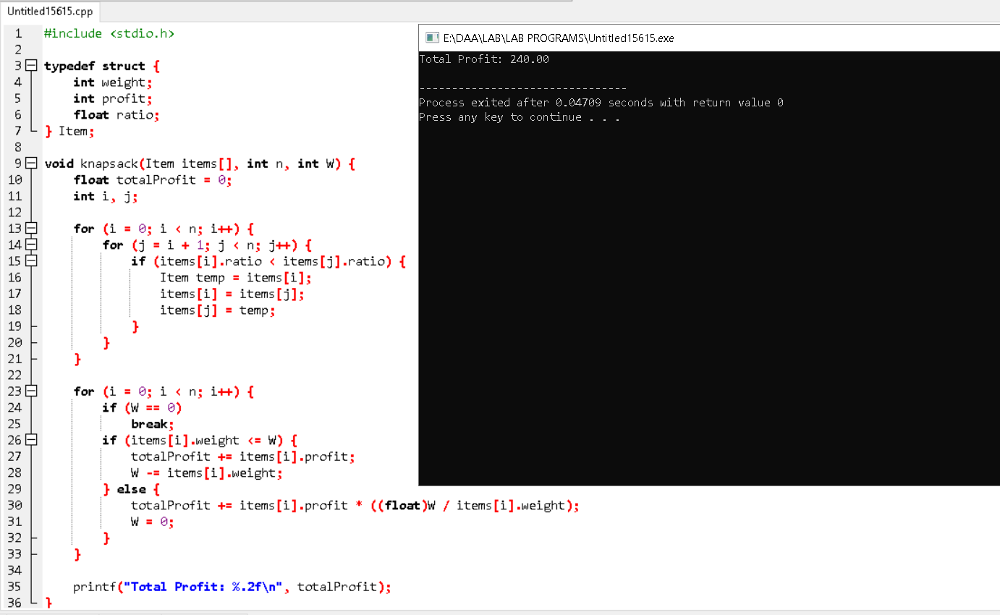 Untitled15615.cpp
1 #include <stdio.h>
2
3 typedef struct {
4     int weight;
5     int profit;
6     float ratio;
7 } Item;
8
9 void knapsack(Item items[], int n, int W) {
10     float totalProfit = 0;
11     int i, j;
12
13     for (i = 0; i < n; i++) {
14         for (j = i + 1; j < n; j++) {
15             if (items[i].ratio < items[j].ratio) {
16                 Item temp = items[i];
17                 items[i] = items[j];
18                 items[j] = temp;
19             }
20         }
21     }
22
23     for (i = 0; i < n; i++) {
24         if (W == 0)
25             break;
26         if (items[i].weight <= W) {
27             totalProfit += items[i].profit;
28             W -= items[i].weight;
29         } else {
30             totalProfit += items[i].profit * ((float)W / items[i].weight);
31             W = 0;
32         }
33     }
34
35     printf("Total Profit: %.2f\n", totalProfit);
36 }
E:\DAA\LAB\LAB PROGRAMS\Untitled15615.exe
Total Profit: 240.00
--------------------------------
Process exited after 0.04709 seconds with return value 0
Press any key to continue . . .